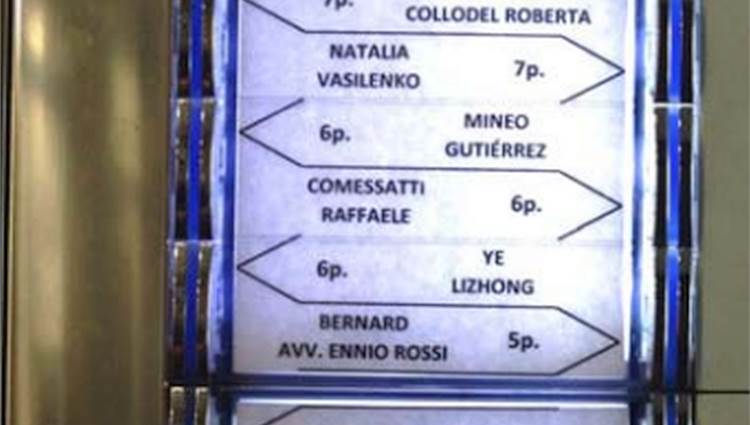 7p.
COLLODEL ROBERTA
NATALIA
VASILENKO
7p.
6p.
MINEO
GUTIÉRREZ
COMESSATTI
RAFFAELE
6p.
6p.
YE
LIZHONG
BERNARD
AVV. ENNIO ROSSI
5p.